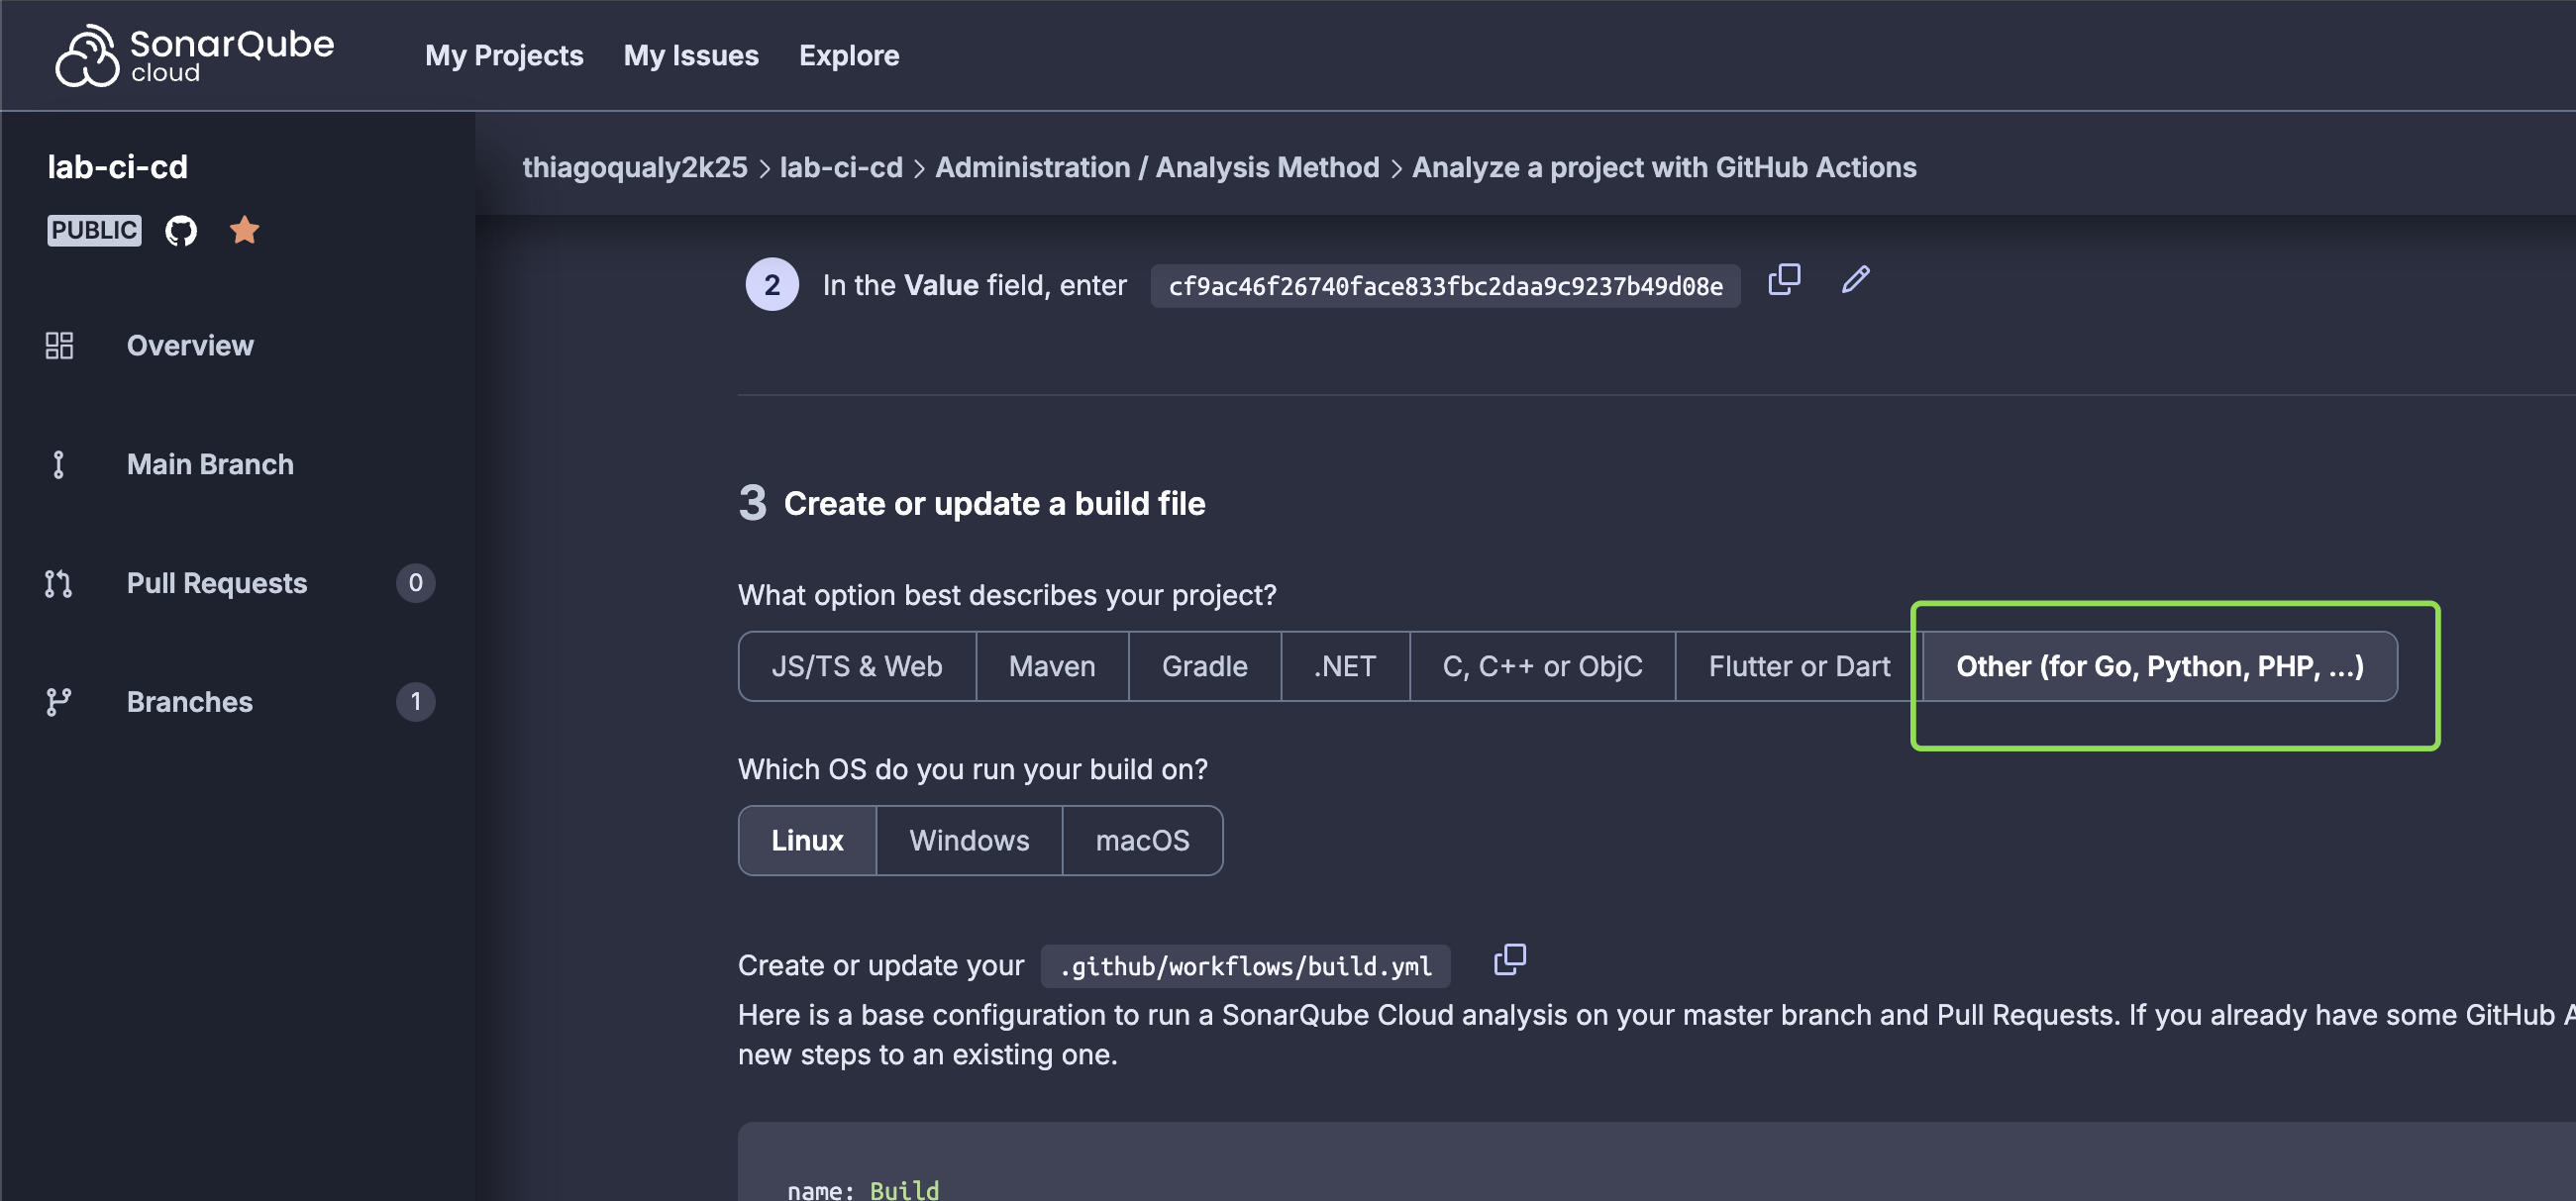 SonarQube
cloud
My Projects
My Issues
Explore
lab-ci-cd
PUBLIC
Overview
Main Branch
Pull Requests 0
Branches 1
thiagoqualy2k25 > lab-ci-cd > Administration / Analysis Method > Analyze a project with GitHub Actions
2 In the Value field, enter cf9ac46f26740face833fbc2daa9c9237b49d08e
3 Create or update a build file
What option best describes your project?
JS/TS & Web
Maven
Gradle
.NET
C, C++ or ObjC
Flutter or Dart
Other (for Go, Python, PHP, ...)
Which OS do you run your build on?
Linux
Windows
macOS
Create or update your .github/workflows/build.yml
Here is a base configuration to run a SonarQube Cloud analysis on your master branch and Pull Requests. If you already have some GitHub A
new steps to an existing one.
name: Build